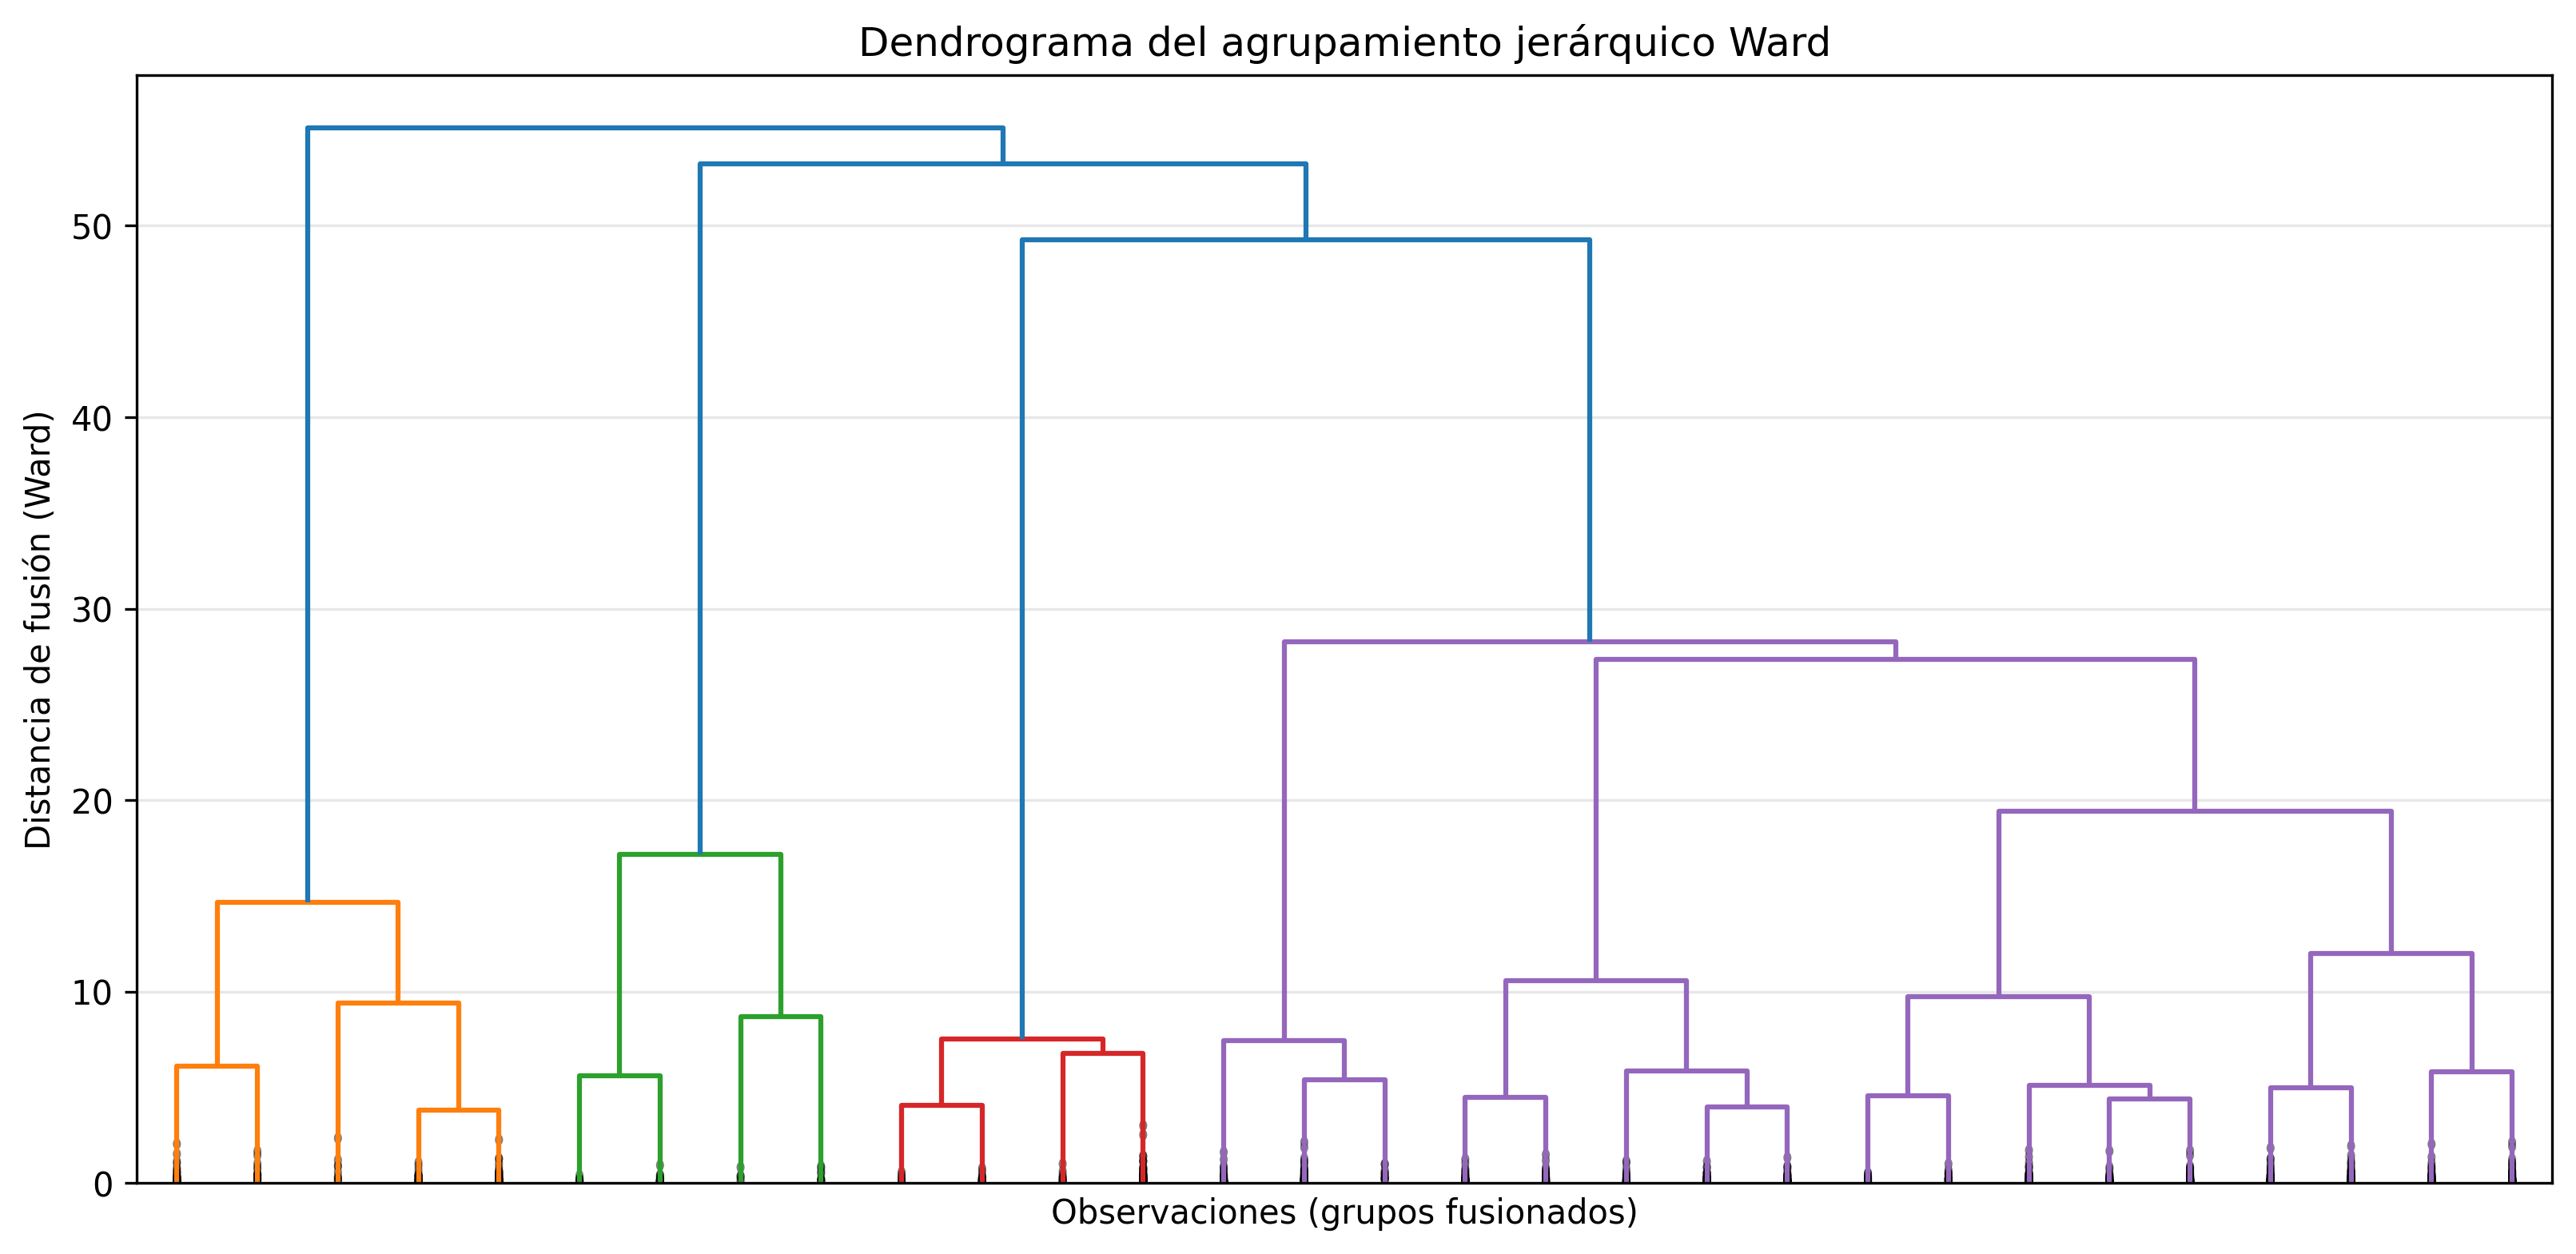 Dendrograma del agrupamiento jerárquico Ward
Distancia de fusión (Ward)
50
40
30
20
10
0
Observaciones (grupos fusionados)